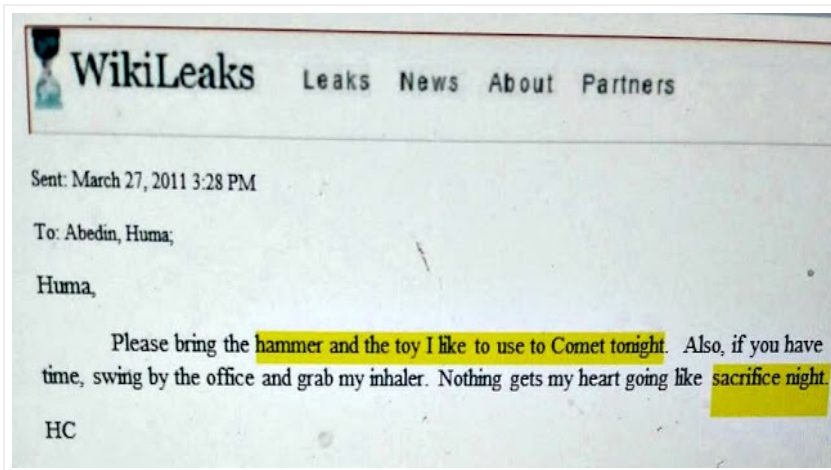 WikiLeaks Leaks News About Partners
Sent: March 27, 2011 3:28 PM
To: Abedin, Huma;
Huma,
Please bring the hammer and the toy I like to use to Comet tonight. Also, if you have
time, swing by the office and grab my inhaler. Nothing gets my heart going like sacrifice night.
HC